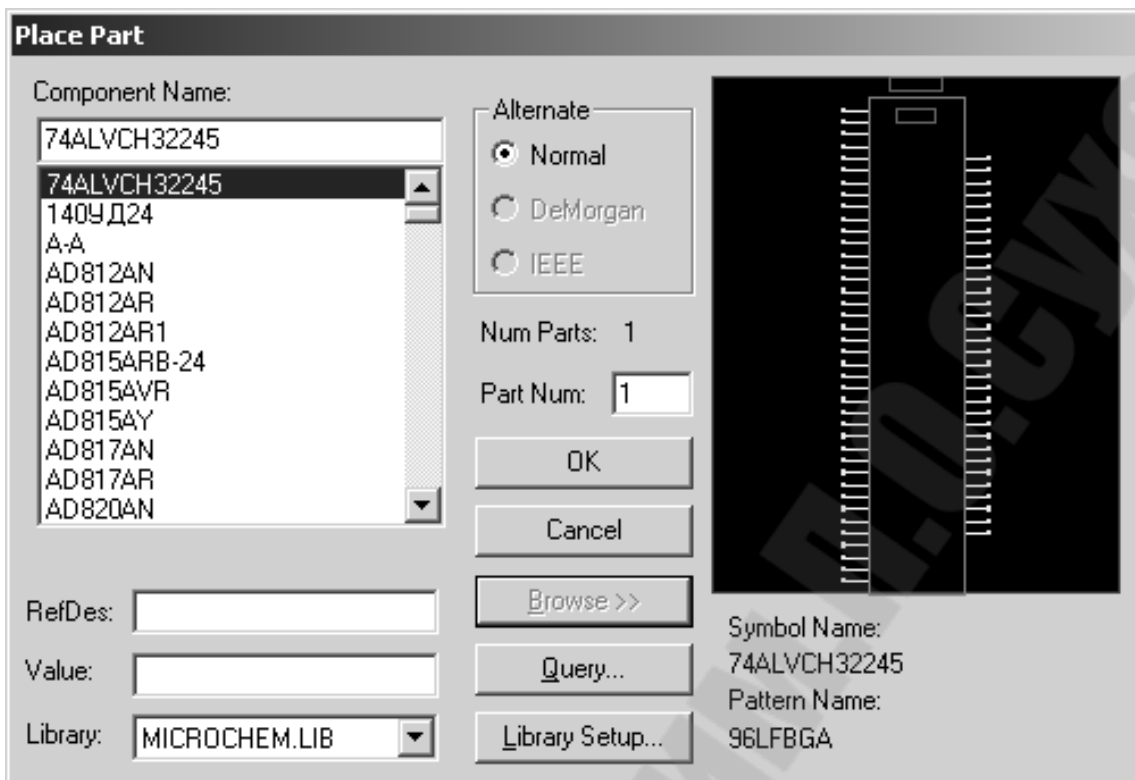 Place Part
Component Name:
74ALVCH32245
74ALVCH32245
140УД24
A-A
AD812AN
AD812AR
AD812AR1
AD815ARB-24
AD815AVR
AD815AY
AD817AN
AD817AR
AD820AN
RefDes:
Value:
Library: MICROCHEM.LIB
Alternate
Normal
DeMorgan
IEEE
Num Parts: 1
Part Num: 1
OK
Cancel
Browse >>
Query...
Library Setup...
Symbol Name:
74ALVCH32245
Pattern Name:
96LFBGA